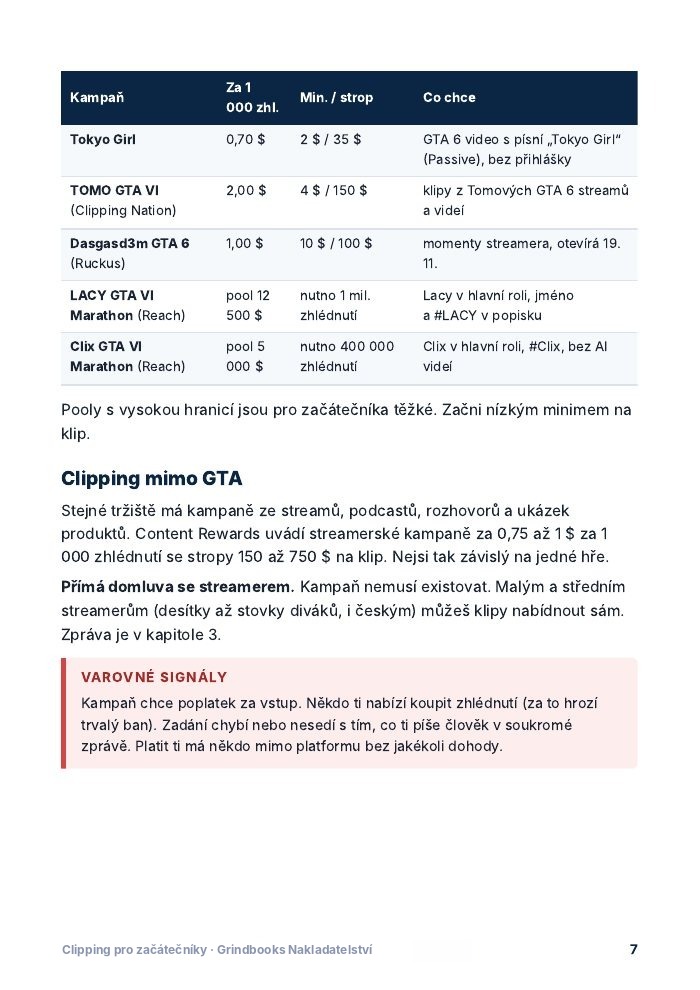 Kampaň Za 1 000 zhl. Min. / strop Co chce
Tokyo Girl 0,70 $ 2 $ / 35 $ GTA 6 video s písní „Tokyo Girl“
(Passive), bez přihlášky
TOMO GTA VI 2,00 $ 4 $ / 150 $ klipy z Tomových GTA 6 streamů
(Clipping Nation) a videí
Dasgasd3m GTA 6 1,00 $ 10 $ / 100 $ momenty streamera, otevírá 19.
(Ruckus) 11.
LACY GTA VI pool 12 nutno 1 mil. Lacy v hlavní roli, jméno
Marathon (Reach) 500 $ zhlédnutí a #LACY v popisku
Clix GTA VI pool 5 nutno 400 000 Clix v hlavní roli, #Clix, bez AI
Marathon (Reach) 000 $ zhlédnutí videí
Pooly s vysokou hranicí jsou pro začátečníka těžké. Začni nízkým minimem na
klip.
Clipping mimo GTA
Stejné tržiště má kampaně ze streamů, podcastů, rozhovorů a ukázek
produktů. Content Rewards uvádí streamerské kampaně za 0,75 až 1 $ za 1
000 zhlédnutí se stropy 150 až 750 $ na klip. Nejsi tak závislý na jedné hře.
Přímá domluva se streamerem. Kampaň nemusí existovat. Malým a středním
streamerům (desítky až stovky diváků, i českým) můžeš klipy nabídnout sám.
Zpráva je v kapitole 3.
VAROVNÉ SIGNÁLY
Kampaň chce poplatek za vstup. Někdo ti nabízí koupit zhlédnutí (za to hrozí
trvalý ban). Zadání chybí nebo nesedí s tím, co ti píše člověk v soukromé
zprávě. Platit ti má někdo mimo platformu bez jakékoli dohody.
Clipping pro začátečníky · Grindbooks Nakladatelství 7